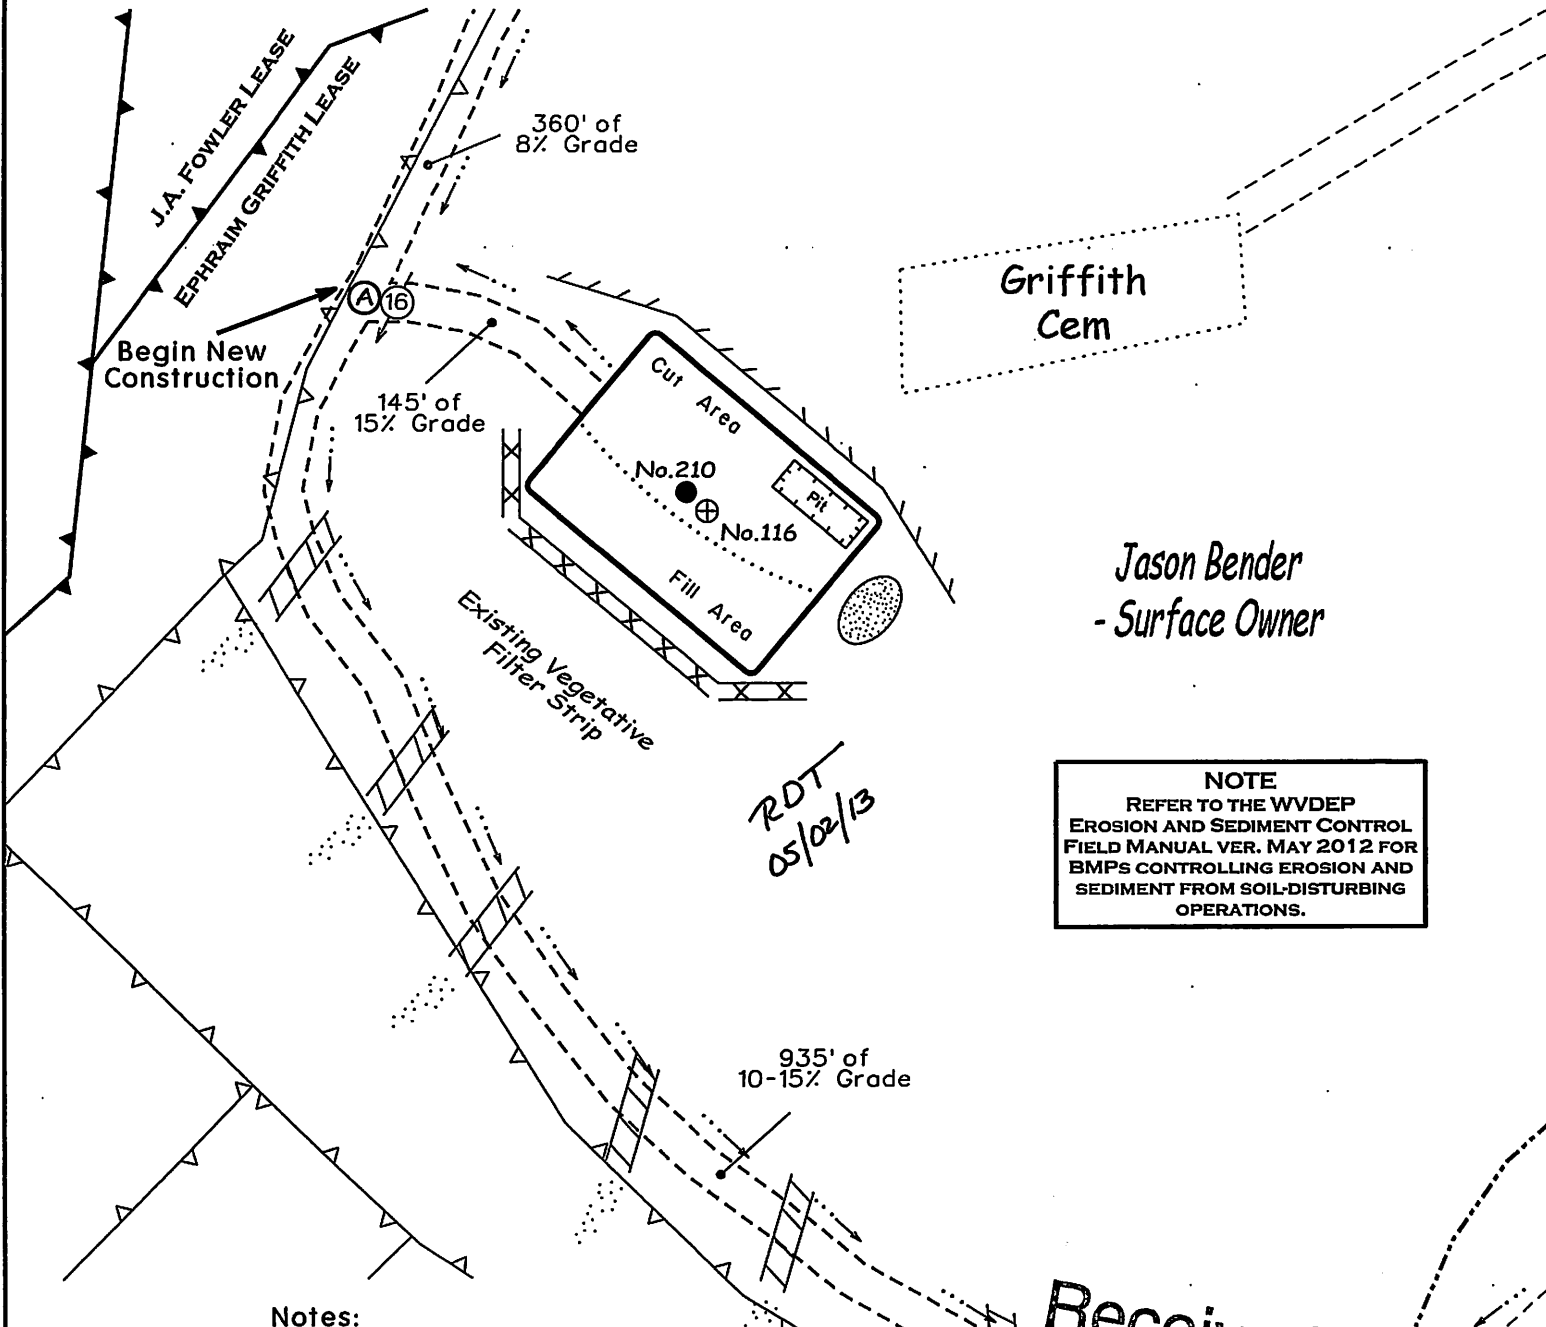 J.A. FOWLER LEASE
EPHRAIM GRIFFITH LEASE
360' of
8% Grade
A
16
Begin New
Construction
145' of
15% Grade
Griffith
Cem
Cut Area
No.210
Pit
No.116
Fill Area
Existing Vegetative
Filter Strip
Jason Bender
- Surface Owner
RDT
05/02/13
NOTE
REFER TO THE WVDEP
EROSION AND SEDIMENT CONTROL
FIELD MANUAL VER. MAY 2012 FOR
BMPS CONTROLLING EROSION AND
SEDIMENT FROM SOIL-DISTURBING
OPERATIONS.
935' of
10-15% Grade
Notes: